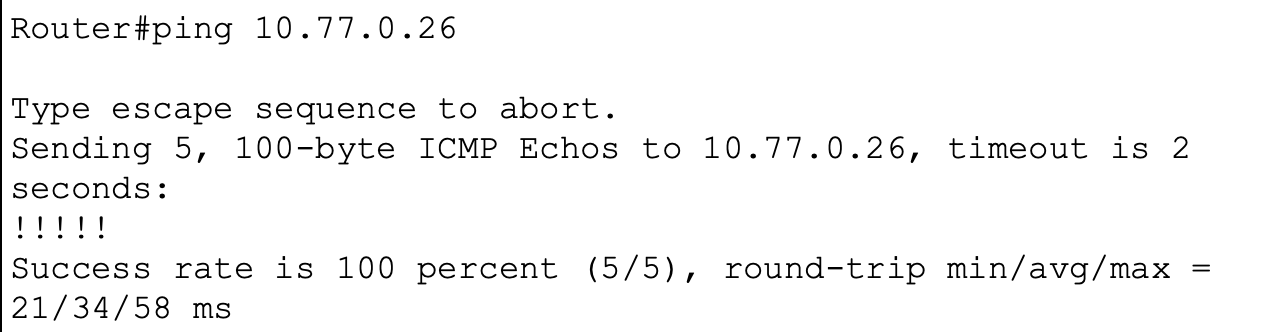 Router#ping 10.77.0.26
Type escape sequence to abort.
Sending 5, 100-byte ICMP Echos to 10.77.0.26, timeout is 2
seconds:
!!!!!
Success rate is 100 percent (5/5), round-trip min/avg/max =
21/34/58 ms